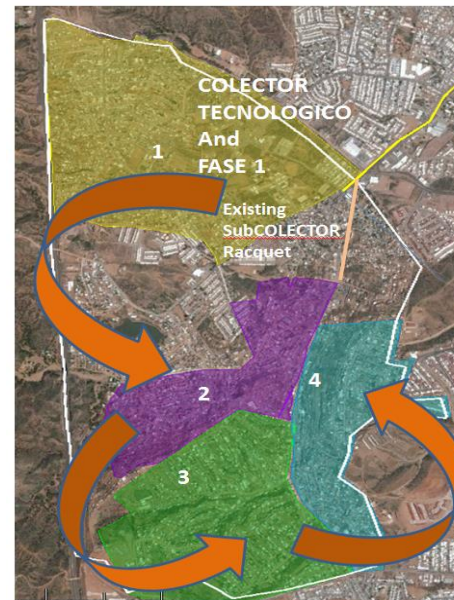 COLECTOR
TECNOLOGICO
And
FASE 1
1
Existing
SubCOLECTOR
Racquet
2
4
3